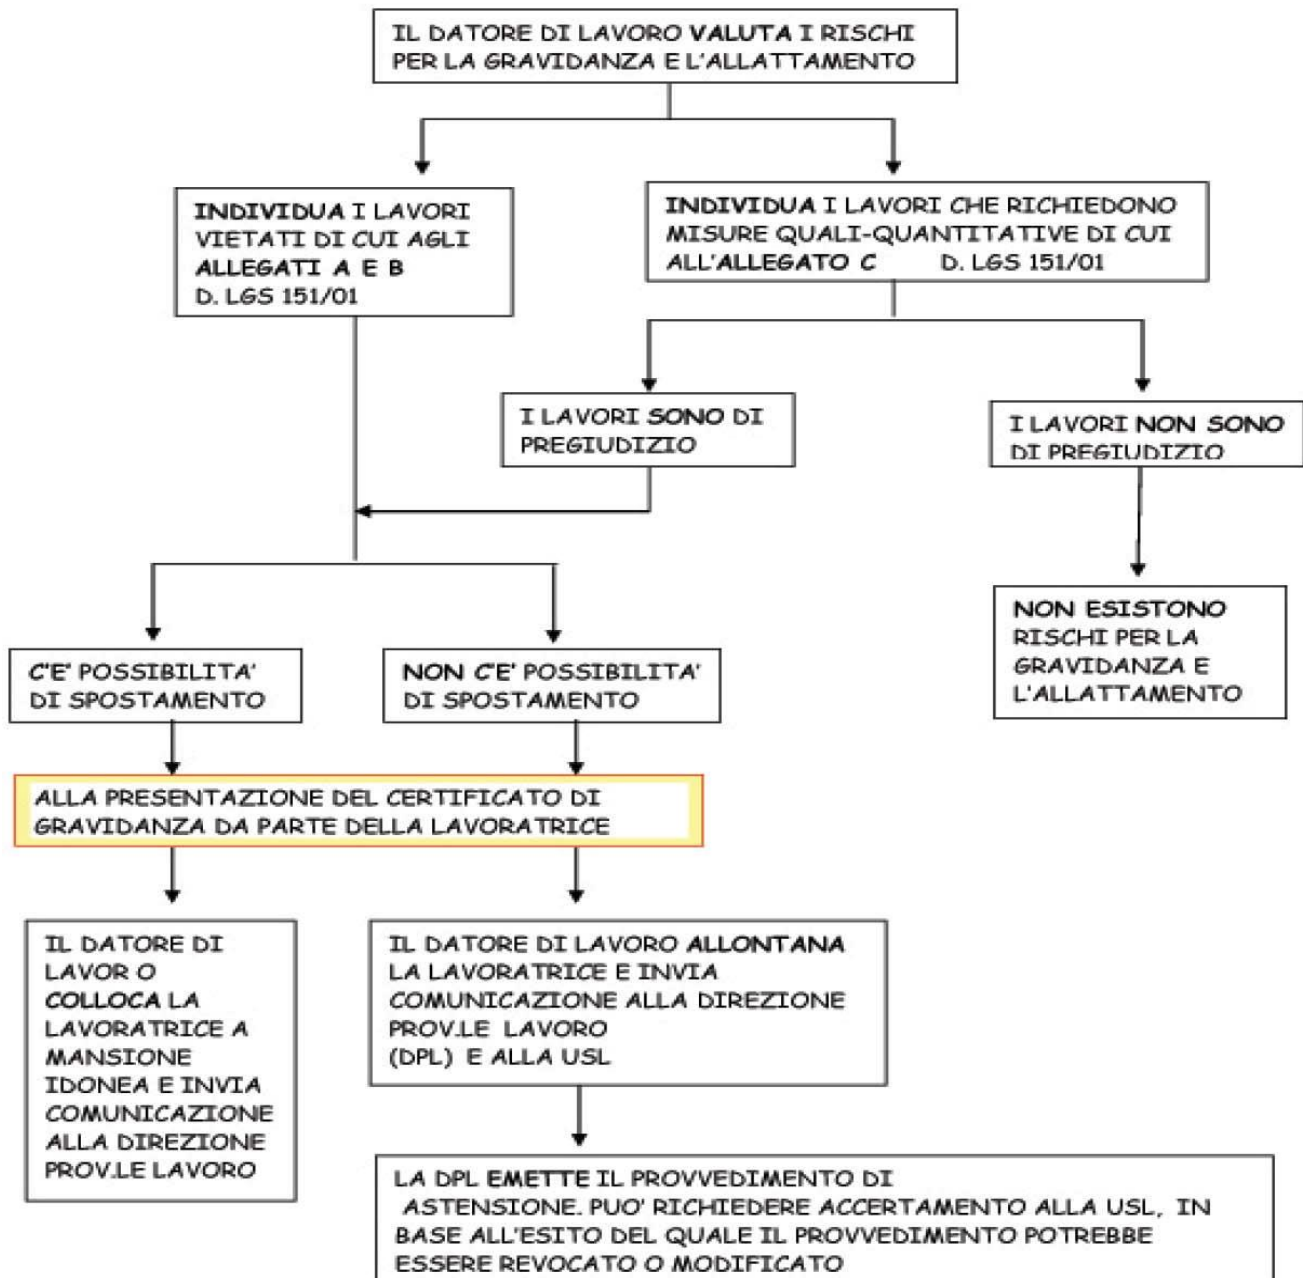 IL DATORE DI LAVORO VALUTA I RISCHI
PER LA GRAVIDANZA E L'ALLATTAMENTO
INDIVIDUA I LAVORI
VIETATI DI CUI AGLI
ALLEGATI A E B
D. LGS 151/01
INDIVIDUA I LAVORI CHE RICHIEDONO
MISURE QUALI-QUANTITATIVE DI CUI
ALL'ALLEGATO C D. LGS 151/01
I LAVORI SONO DI
PREGIUDIZIO
I LAVORI NON SONO
DI PREGIUDIZIO
NON ESISTONO
RISCHI PER LA
GRAVIDANZA E
L'ALLATTAMENTO
C'E' POSSIBILITA'
DI SPOSTAMENTO
NON C'E' POSSIBILITA'
DI SPOSTAMENTO
ALLA PRESENTAZIONE DEL CERTIFICATO DI
GRAVIDANZA DA PARTE DELLA LAVORATRICE
IL DATORE DI
LAVOR O
COLLOCA LA
LAVORATRICE A
MANSIONE
IDONEA E INVIA
COMUNICAZIONE
ALLA DIREZIONE
PROV.LE LAVORO
IL DATORE DI LAVORO ALLONTANA
LA LAVORATRICE E INVIA
COMUNICAZIONE ALLA DIREZIONE
PROV.LE LAVORO
(DPL) E ALLA USL
LA DPL EMETTE IL PROVVEDIMENTO DI
ASTENSIONE. PUO' RICHIEDERE ACCERTAMENTO ALLA USL, IN
BASE ALL'ESITO DEL QUALE IL PROVVEDIMENTO POTREBBE
ESSERE REVOCATO O MODIFICATO